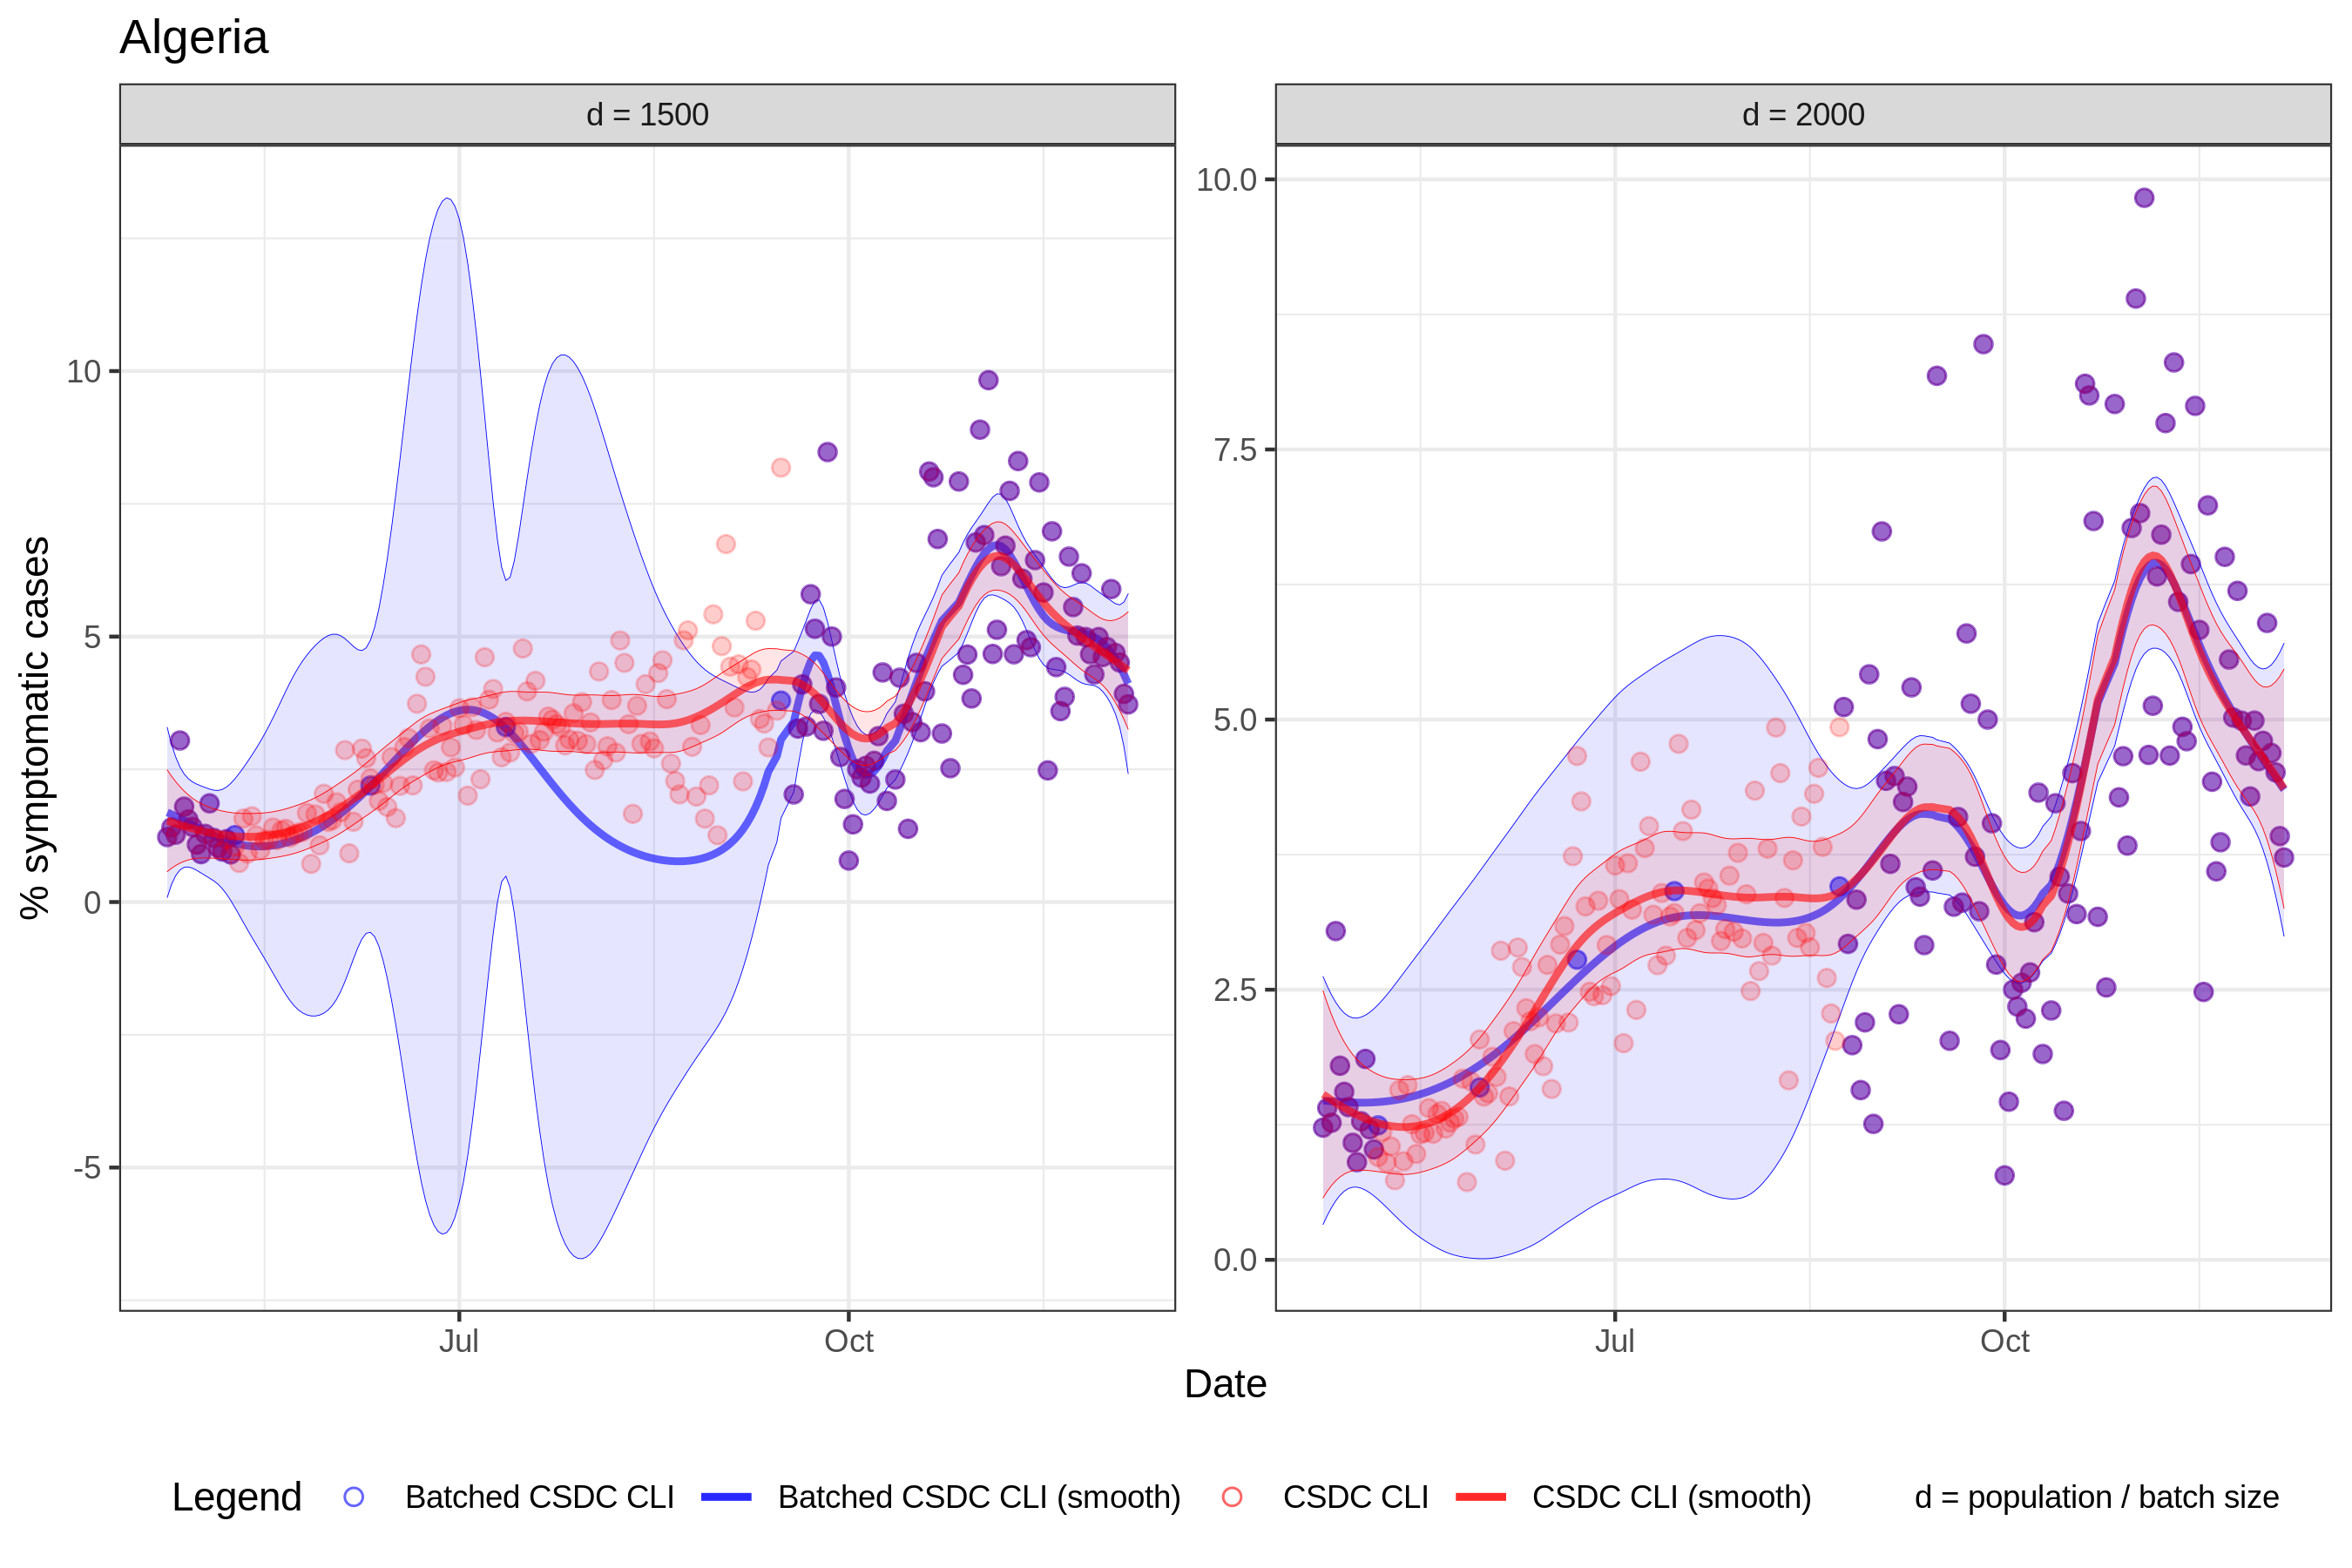 Algeria
d = 1500
d = 2000
% symptomatic cases
10
5
0
-5
10.0
7.5
5.0
2.5
0.0
Jul
Oct
Jul
Oct
Date
Legend
Batched CSDC CLI
Batched CSDC CLI (smooth)
CSDC CLI
CSDC CLI (smooth)
d = population / batch size